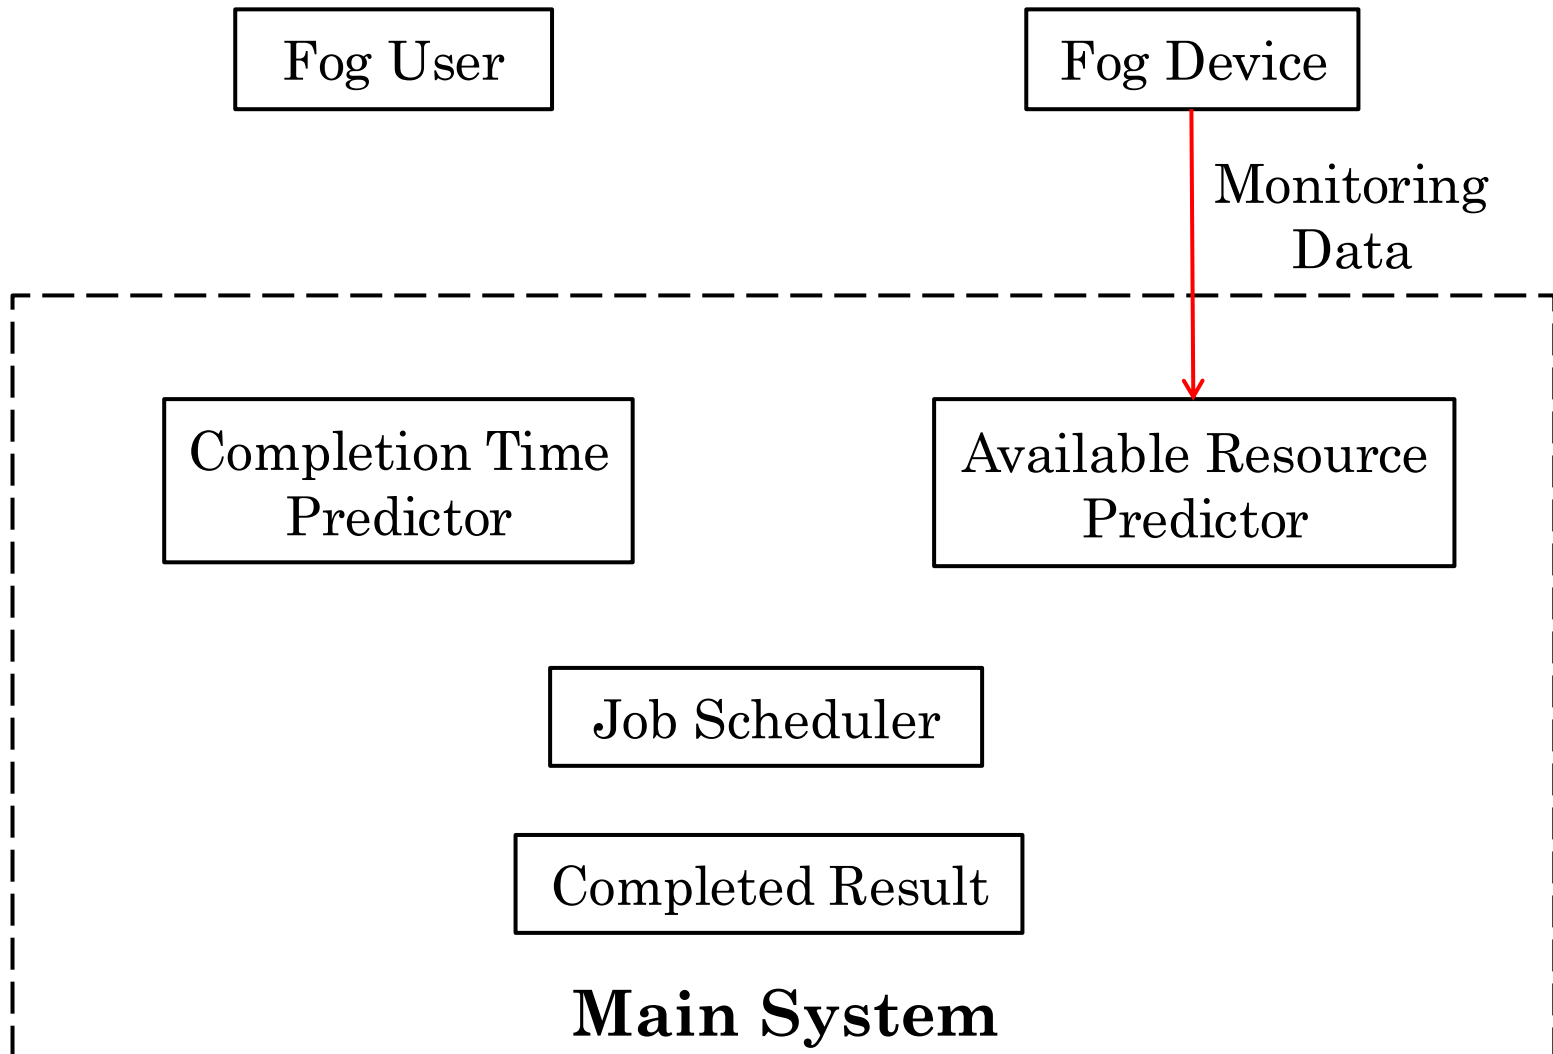 Fog User
Fog Device
Monitoring
Data
Completion Time
Predictor
Available Resource
Predictor
Job Scheduler
Completed Result
Main System